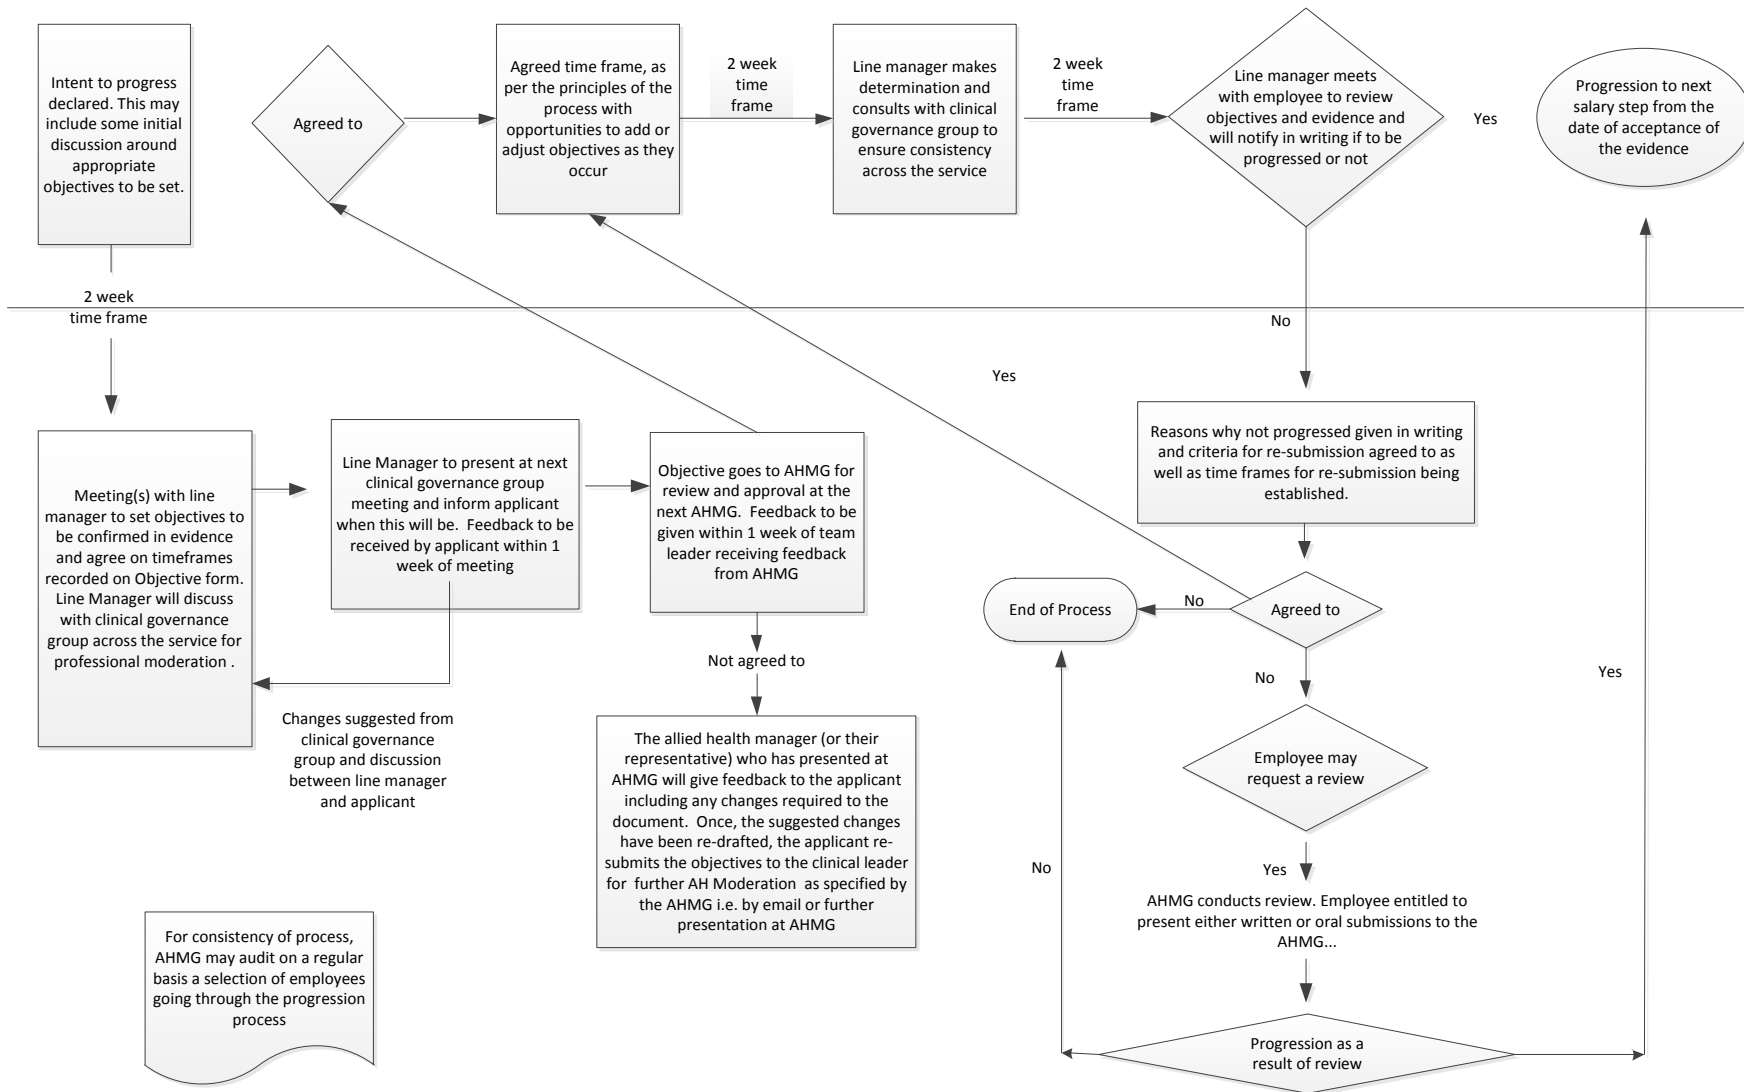 Intent to progress
declared. This may
include some initial
discussion around
appropriate
objectives to be set.
Agreed to
Agreed time frame, as
per the principles of the
process with
opportunities to add or
adjust objectives as they
occur
2 week
time
frame
Line manager makes
determination and
consults with clinical
governance group to
ensure consistency
across the service
2 week
time
frame
Line manager meets
with employee to review
objectives and evidence and
will notify in writing if to be
progressed or not
Yes
Progression to next
salary step from the
date of acceptance of
the evidence
2 week
time frame
No
Yes
Meeting(s) with line
manager to set objectives to
be confirmed in evidence
and agree on timeframes
recorded on Objective form.
Line Manager will discuss
with clinical governance
group across the service for
professional moderation .
Line Manager to present at next
clinical governance group
meeting and inform applicant
when this will be.  Feedback to be
received by applicant within 1
week of meeting
Objective goes to AHMG for
review and approval at the
next AHMG.  Feedback to be
given within 1 week of team
leader receiving feedback
from AHMG
Reasons why not progressed given in writing
and criteria for re-submission agreed to as
well as time frames for re-submission being
established.
End of Process
No
Agreed to
Not agreed to
No
Yes
Changes suggested from
clinical governance
group and discussion
between line manager
and applicant
The allied health manager (or their
representative) who has presented at
AHMG will give feedback to the applicant
including any changes required to the
document.  Once, the suggested changes
have been re-drafted, the applicant re-
submits the objectives to the clinical leader
for  further AH Moderation  as specified by
the AHMG i.e. by email or further
presentation at AHMG
Employee may
request a review
No
Yes
AHMG conducts review. Employee entitled to
present either written or oral submissions to the
AHMG...
For consistency of process,
AHMG may audit on a regular
basis a selection of employees
going through the progression
process
Progression as a
result of review